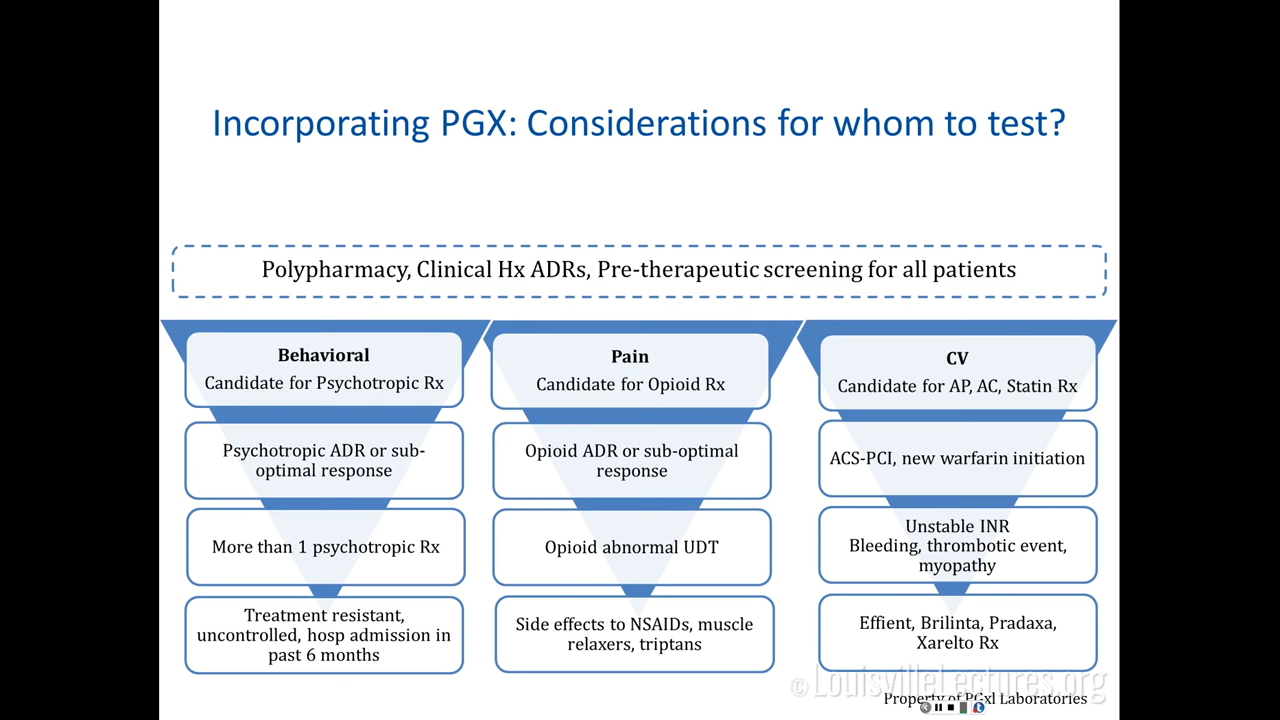 Incorporating PGX: Considerations for whom to test?
Polypharmacy, Clinical Hx ADRs, Pre-therapeutic screening for all patients
Behavioral
Candidate for Psychotropic Rx
Psychotropic ADR or sub-
optimal response
More than 1 psychotropic Rx
Treatment resistant,
uncontrolled, hosp admission in
past 6 months
Pain
Candidate for Opioid Rx
Opioid ADR or sub-optimal
response
Opioid abnormal UDT
Side effects to NSAIDs, muscle
relaxers, triptans
CV
Candidate for AP, AC, Statin Rx
ACS-PCI, new warfarin initiation
Unstable INR
Bleeding, thrombotic event,
myopathy
Effient, Brilinta, Pradaxa,
Xarelto Rx
© LouisvilleLectures.org
Property of PGxl Laboratories